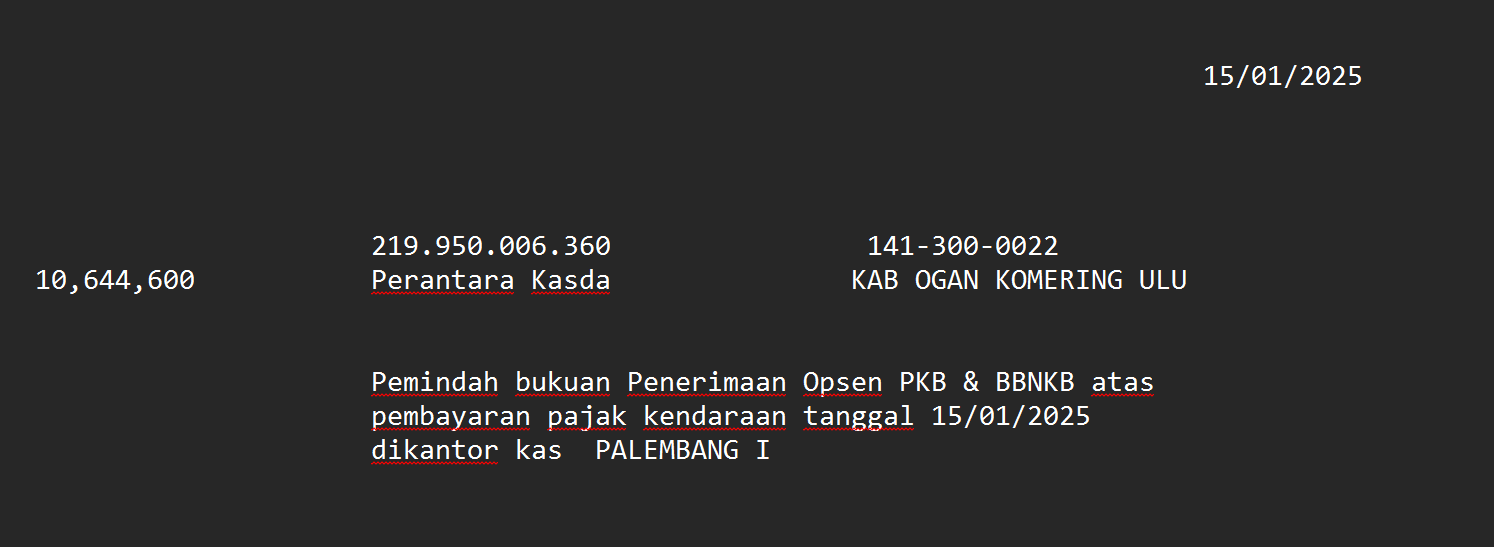 15/01/2025
219.950.006.360 141-300-0022
10,644,600 Perantara Kasda KAB OGAN KOMERING ULU
Pemindah bukuan Penerimaan Opsen PKB & BBNKB atas
pembayaran pajak kendaraan tanggal 15/01/2025
dikantor kas PALEMBANG I